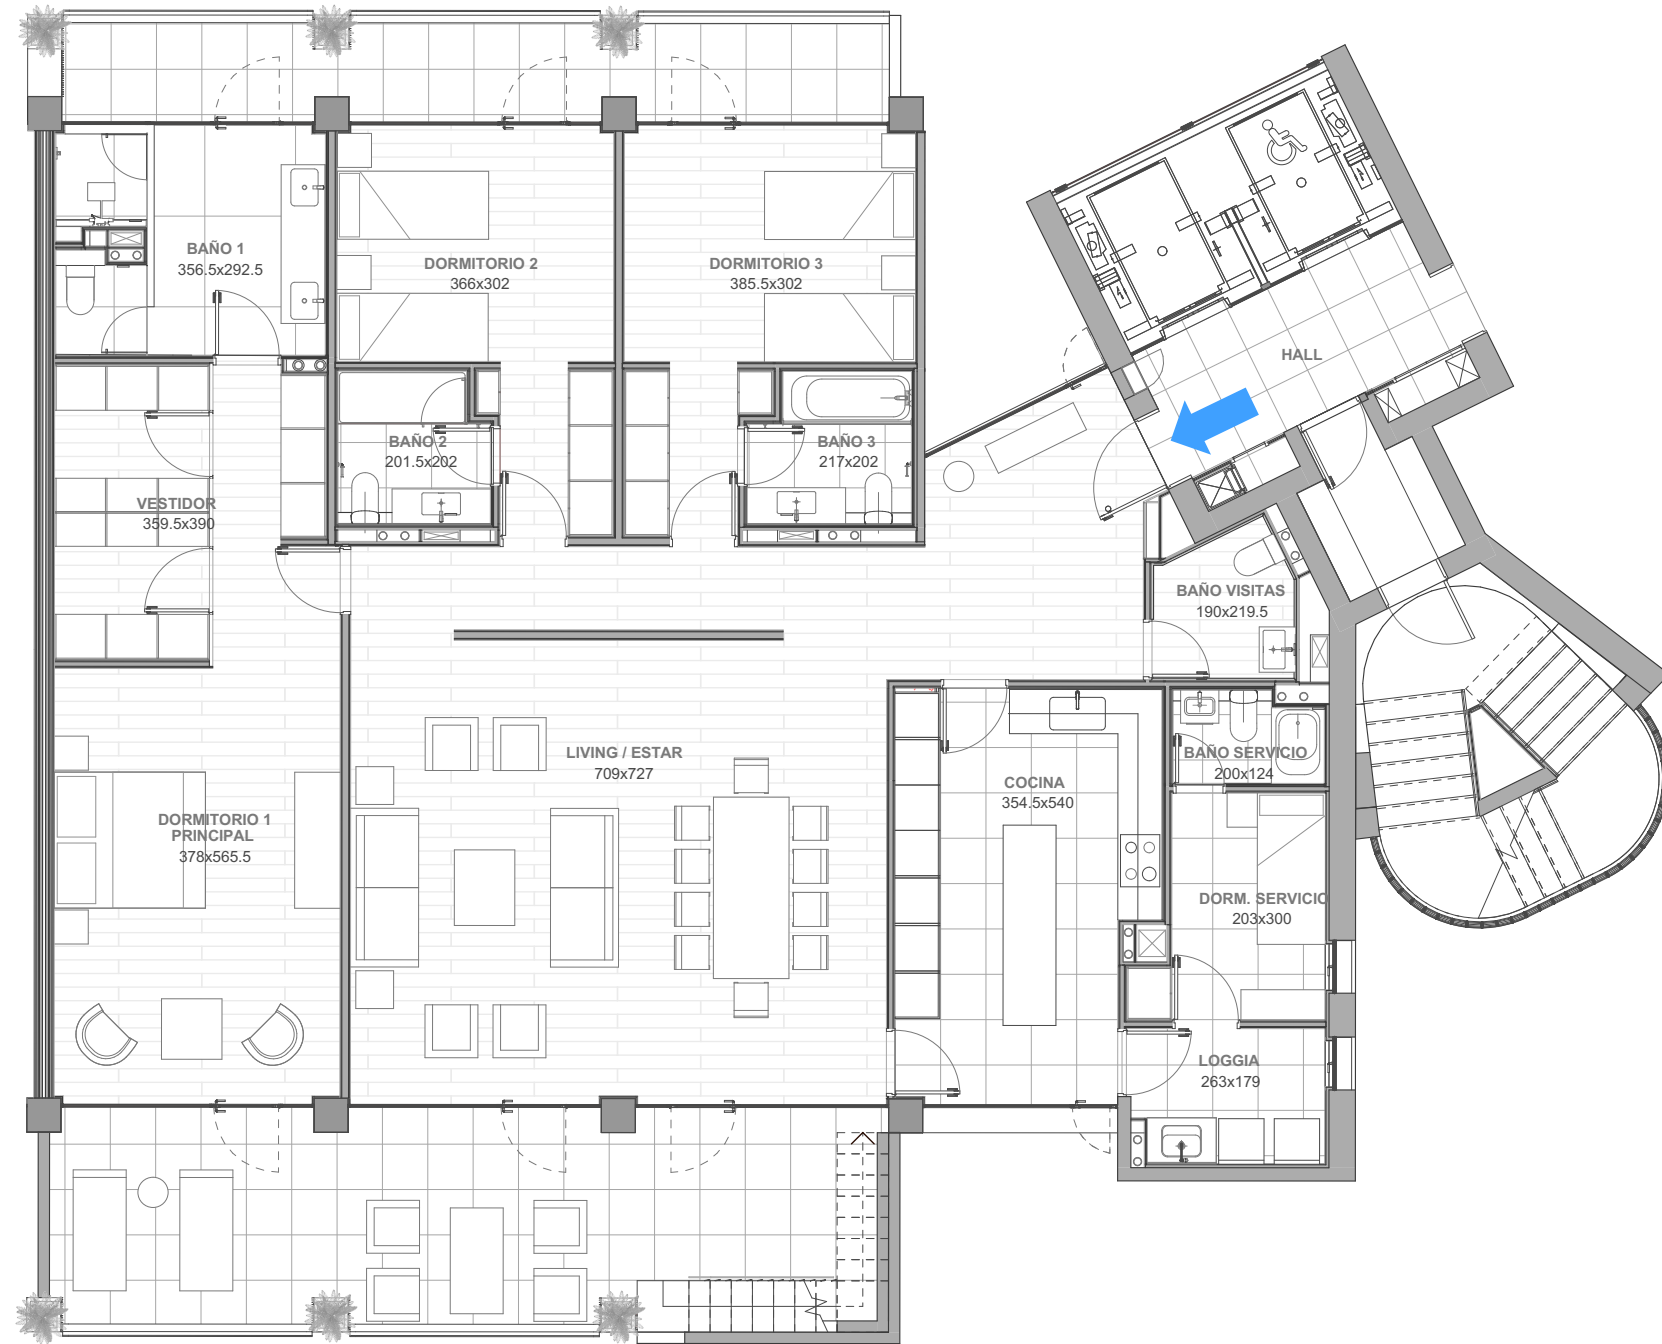 BAÑO 1
356.5x292.5
DORMITORIO 2
366x302
DORMITORIO 3
385.5x302
HALL
BAÑO 2
201.5x202
BAÑO 3
217x202
VESTIDOR
359.5x390
BAÑO VISITAS
190x219.5
LIVING / ESTAR
709x727
BAÑO SERVICIO
200x124
COCINA
354.5x540
DORMITORIO 1
PRINCIPAL
378x565.5
DORM. SERVICIO
203x300
LOGGIA
263x179